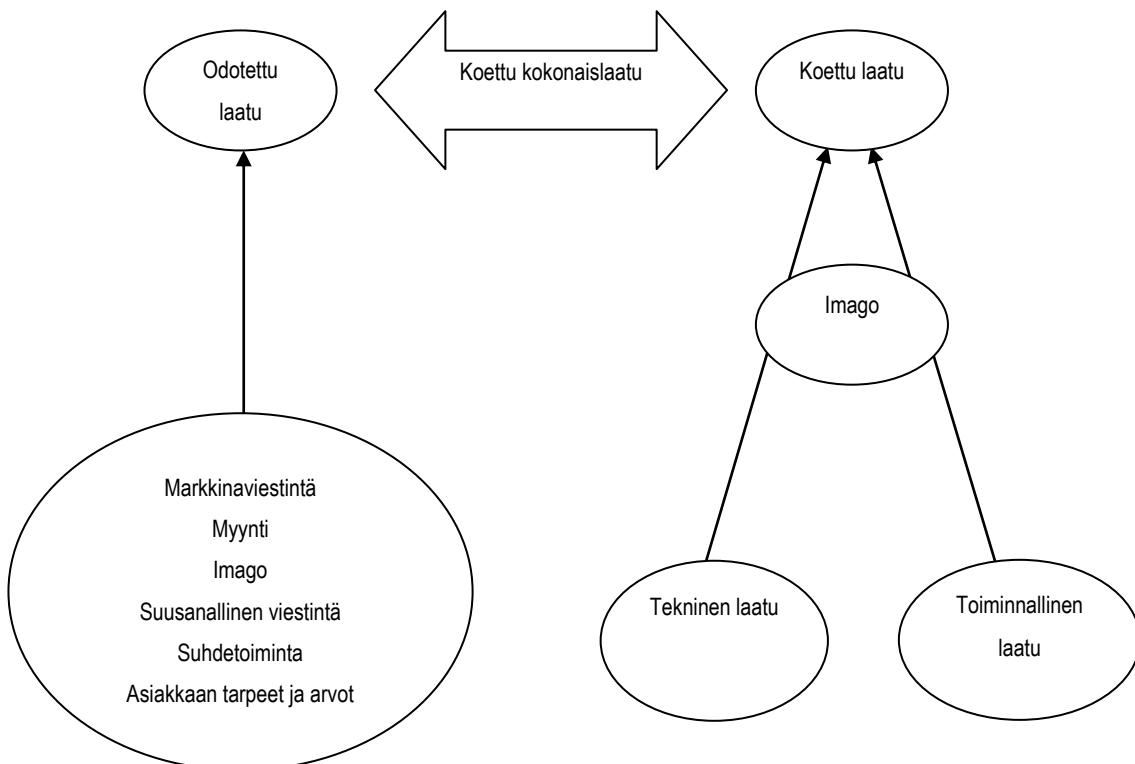 Odotettu
laatu
Koettu kokonaislaatu
Koettu laatu
Imago
Markkinaviestintä
Myynti
Imago
Suusanallinen viestintä
Suhdetoiminta
Asiakkaan tarpeet ja arvot
Tekninen laatu
Toiminnallinen
laatu